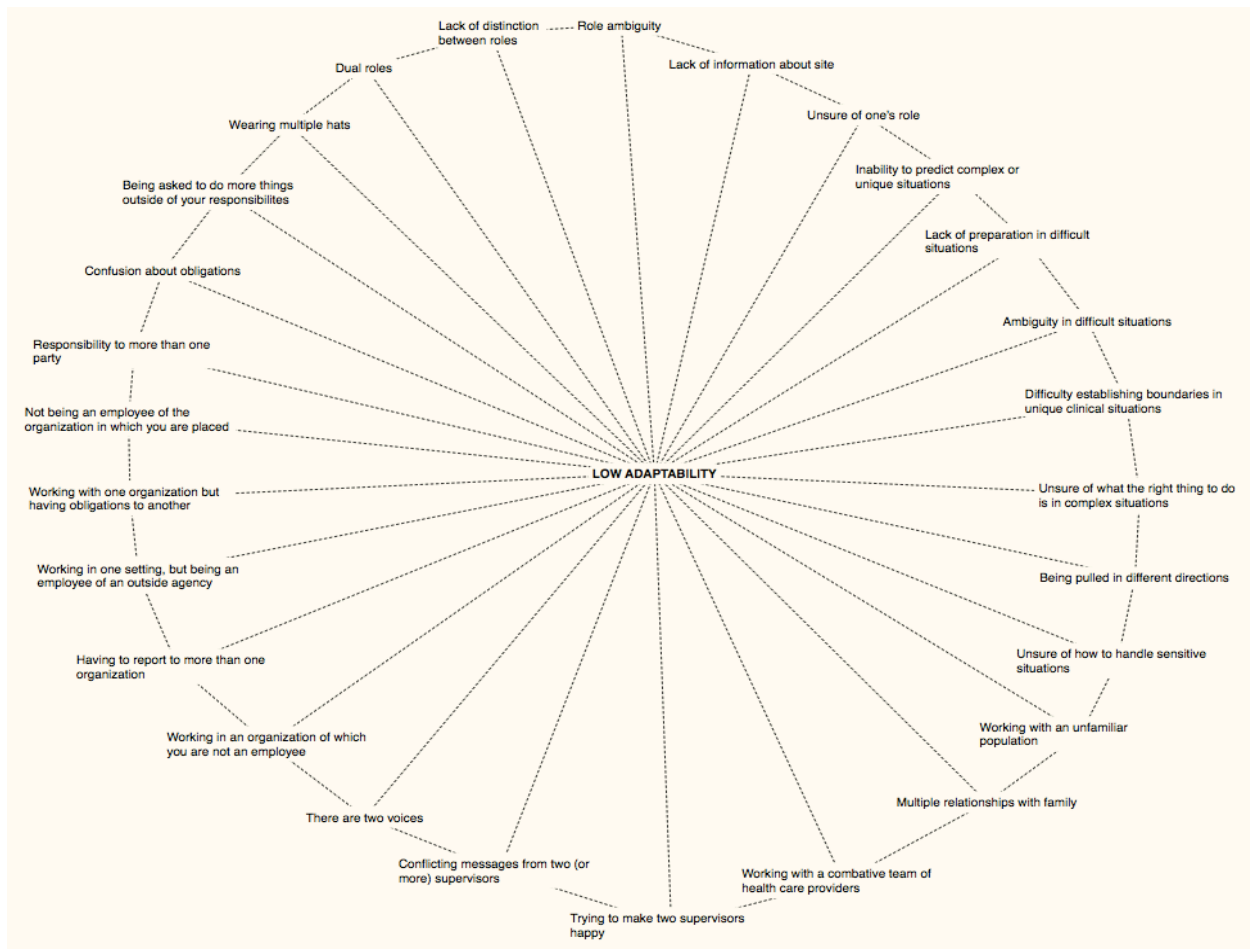 Lack of distinction
between roles
Role ambiguity
Lack of information about site
Unsure of one's role
Inability to predict complex or
unique situations
Lack of preparation in difficult
situations
Ambiguity in difficult situations
Difficulty establishing boundaries in
unique clinical situations
Unsure of what the right thing to do
is in complex situations
Being pulled in different directions
Unsure of how to handle sensitive
situations
Working with an unfamiliar
population
Multiple relationships with family
Working with a combative team of
health care providers
Trying to make two supervisors
happy
Conflicting messages from two (or
more) supervisors
There are two voices
Working in an organization of which
you are not an employee
Having to report to more than one
organization
Working in one setting, but being an
employee of an outside agency
Working with one organization but
having obligations to another
Not being an employee of the
organization in which you are placed
Responsibility to more than one
party
Confusion about obligations
Being asked to do more things
outside of your responsibilites
Wearing multiple hats
Dual roles
LOW ADAPTABILITY